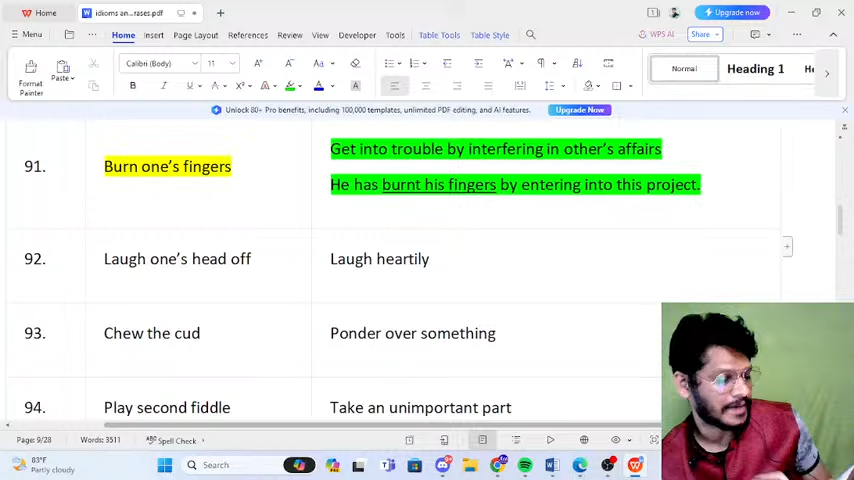 Home
idioms an...rases.pdf
Upgrade now
Menu
Home Insert Page Layout References Review View Developer Tools Table Tools Table Style
WPS AI
Share
Format Painter
Paste
Calibri (Body) 11
B I U A X² A A A
Normal
Heading 1
He
Unlock 80+ Pro benefits, including 100,000 templates, unlimited PDF editing, and AI features.
Upgrade Now
91. Burn one's fingers
Get into trouble by interfering in other's affairs
He has burnt his fingers by entering into this project.
92. Laugh one's head off Laugh heartily
93. Chew the cud Ponder over something
94. Play second fiddle Take an unimportant part
Page: 9/28 Words: 3511 Spell Check
83°F
Partly cloudy
Search